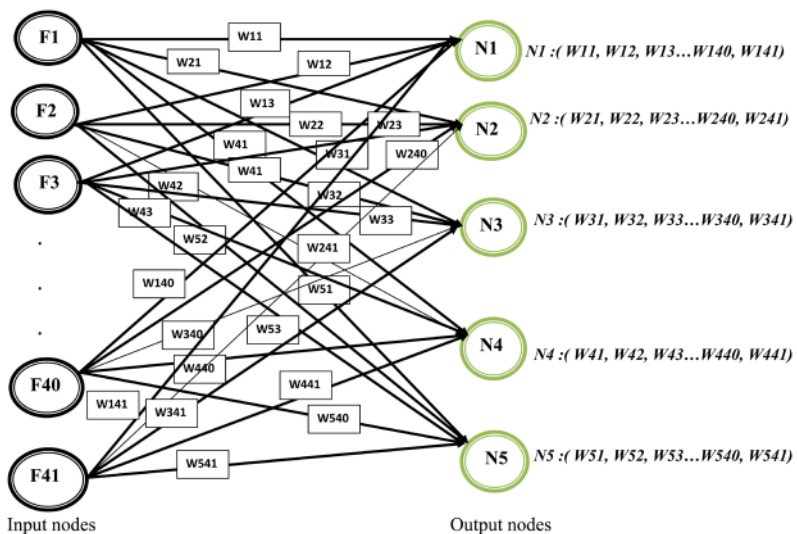 F1
W11
N1
N1 :( W11, W12, W13...W140, W141)
W21
W12
F2
W13
W22
W23
N2
N2 :( W21, W22, W23...W240, W241)
W41
W31
W240
F3
W41
W42
W32
W43
W33
N3
N3 :( W31, W32, W33...W340, W341)
W52
W241
.
.
.
W140
W51
W340
W53
N4
N4 :( W41, W42, W43...W440, W441)
W440
F40
W441
W141
W341
W540
F41
W541
N5
N5 :( W51, W52, W53...W540, W541)
Input nodes
Output nodes